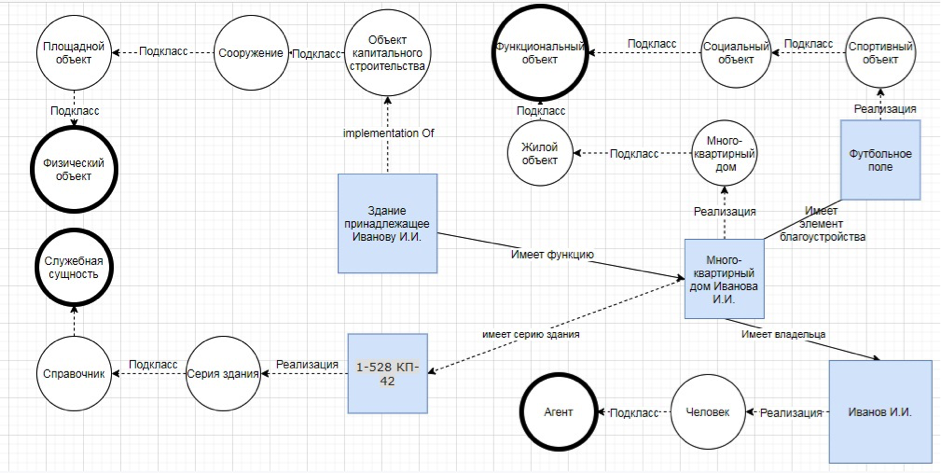 Площадной
объект
Подкласс
Сооружение
Подкласс
Объект
капитального
строительства
Функциональный
объект
Подкласс
Социальный
объект
Подкласс
Спортивный
объект
Подкласс
Физический
объект
implementation Of
Подкласс
Жилой
объект
Подкласс
Много-
квартирный
дом
Реализация
Футбольное
поле
Здание
принадлежащее
Иванову И.И.
Реализация
Имеет
элемент
благоустройства
Служебная
сущность
Имеет функцию
Много-
квартирный
дом Иванова
И.И.
имеет серию здания
Имеет владельца
Справочник
Подкласс
Серия здания
Реализация
1-528 КП-
42
Агент
Подкласс
Человек
Реализация
Иванов И.И.